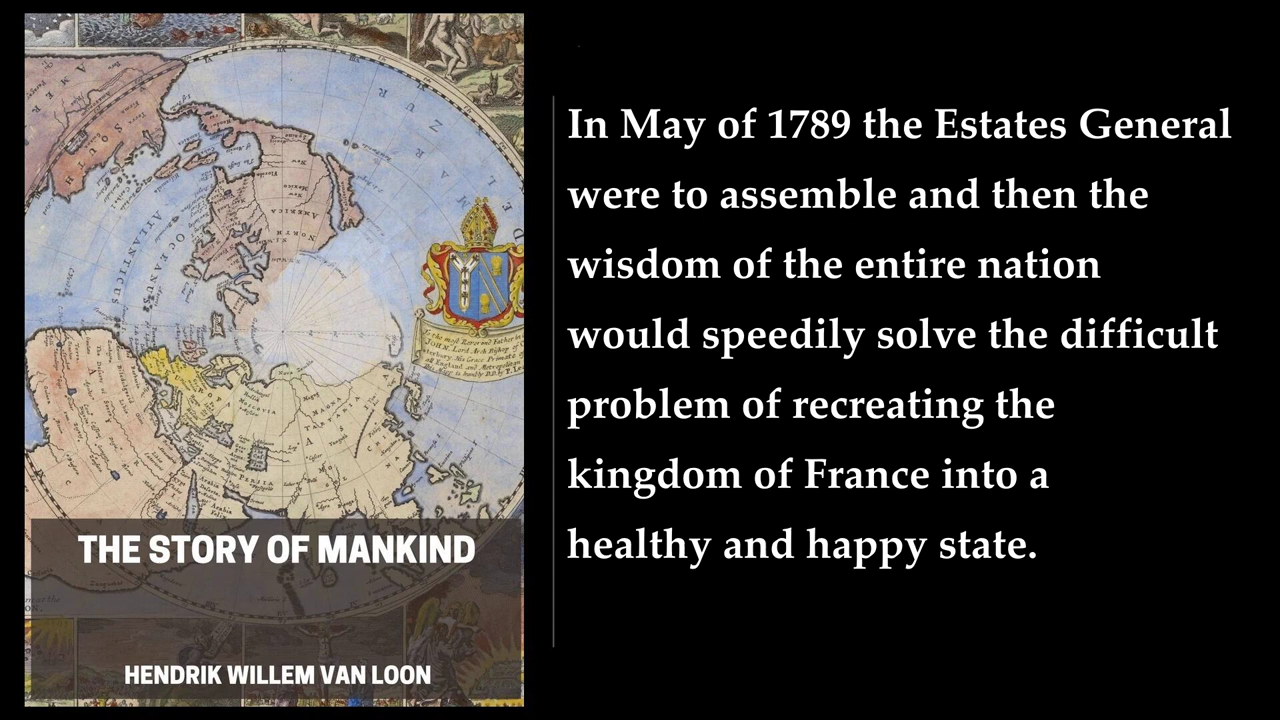 THE STORY OF MANKIND
HENDRIK WILLEM VAN LOON
In May of 1789 the Estates General
were to assemble and then the
wisdom of the entire nation
would speedily solve the difficult
problem of recreating the
kingdom of France into a
healthy and happy state.